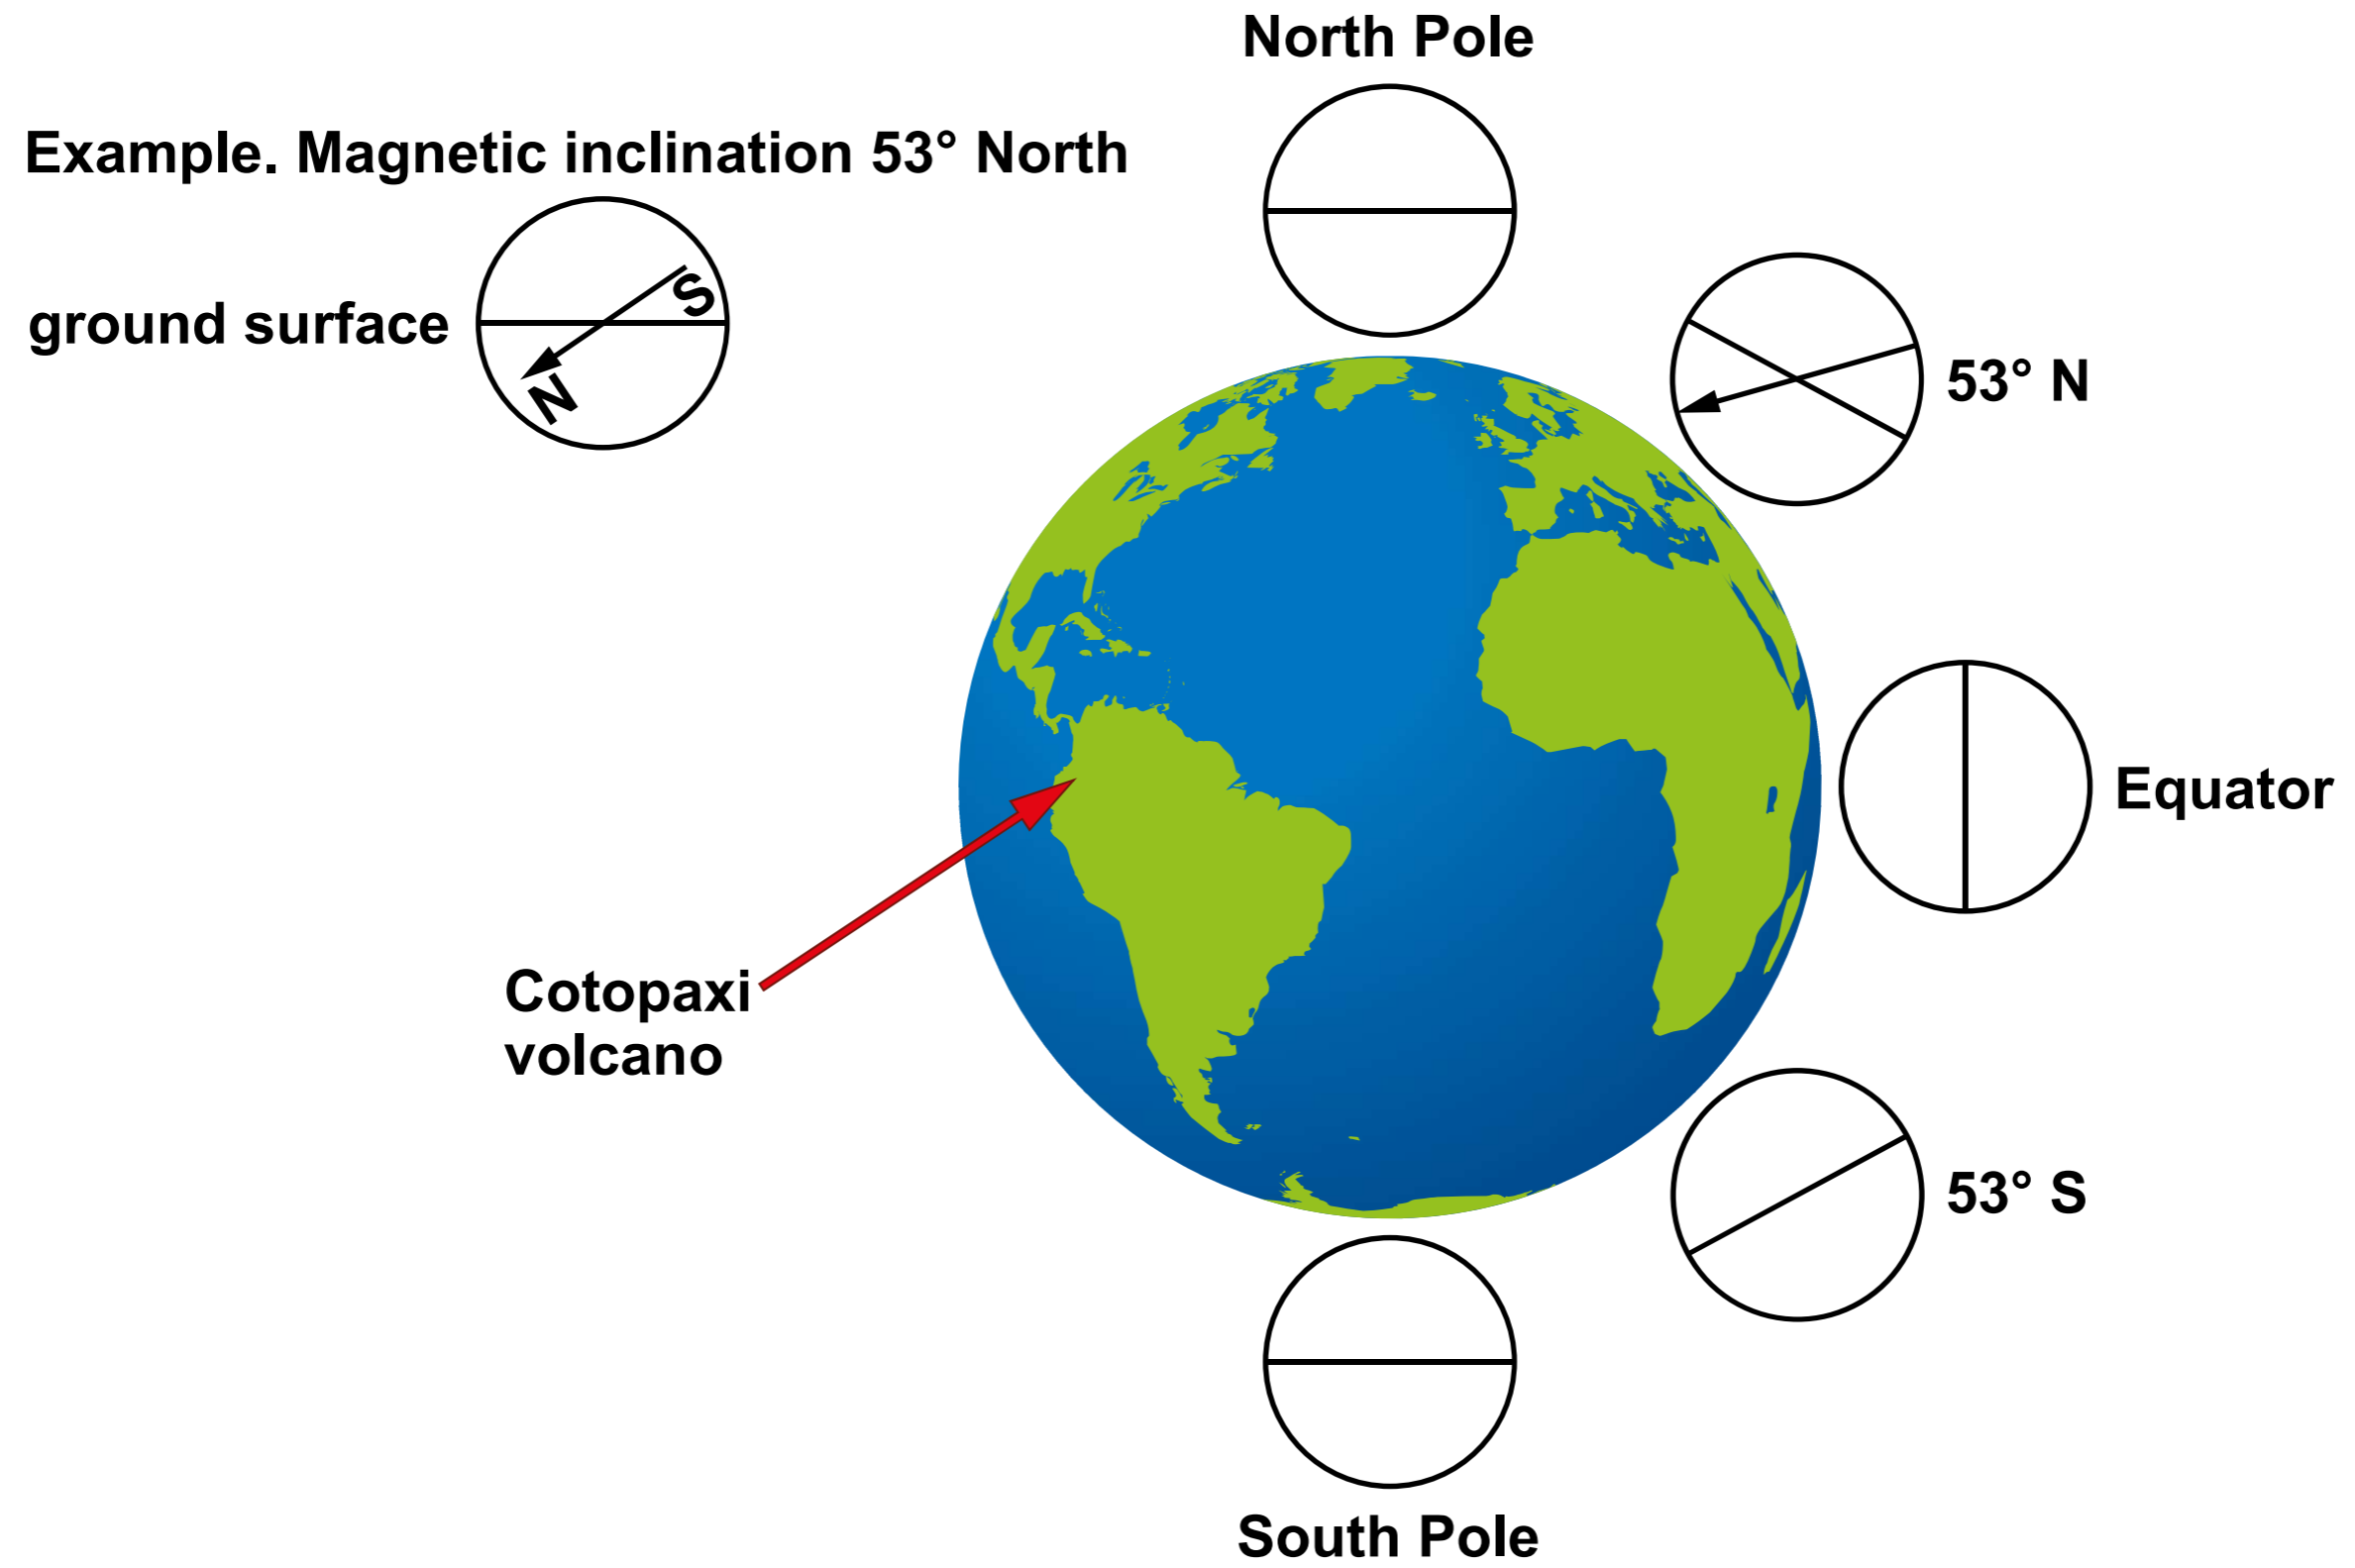 North Pole
Example. Magnetic inclination 53° North
S
ground surface
N
53° N
Equator
Cotopaxi
volcano
53° S
South Pole